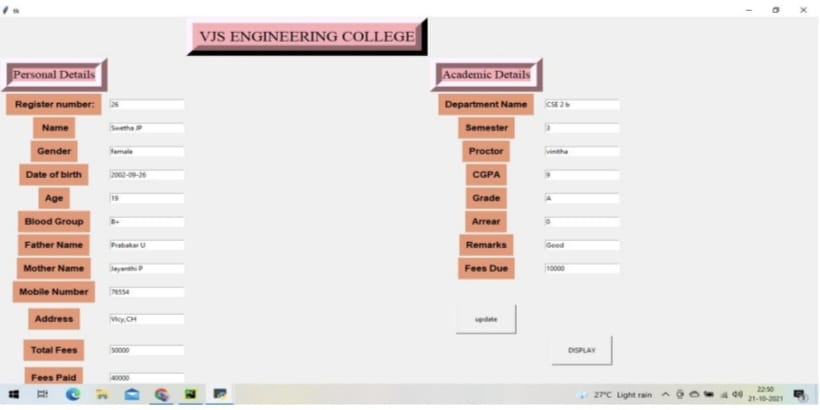 tk
VJS ENGINEERING COLLEGE
Personal Details
Register number: 26
Name Swetha JP
Gender female
Date of birth 2002-09-26
Age 19
Blood Group B+
Father Name Prabakar U
Mother Name Jayanthi P
Mobile Number 76554
Address Vlcy,CH
Total Fees 50000
Fees Paid 40000
Academic Details
Department Name CSE 2 b
Semester 3
Proctor vinitha
CGPA 9
Grade A
Arrear 0
Remarks Good
Fees Due 10000
update
DISPLAY
27°C Light rain
22:50
21-10-2021